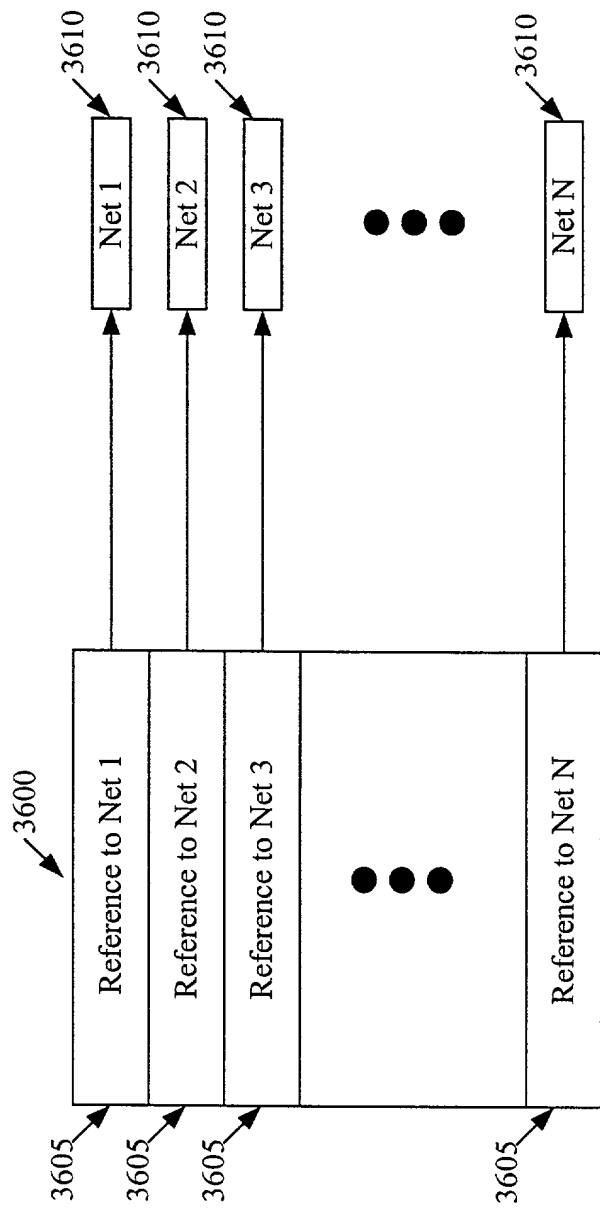 3600
3605
Reference to Net 1
Net 1
3610
3605
Reference to Net 2
Net 2
3610
3605
Reference to Net 3
Net 3
3610
3605
Reference to Net N
Net N
3610